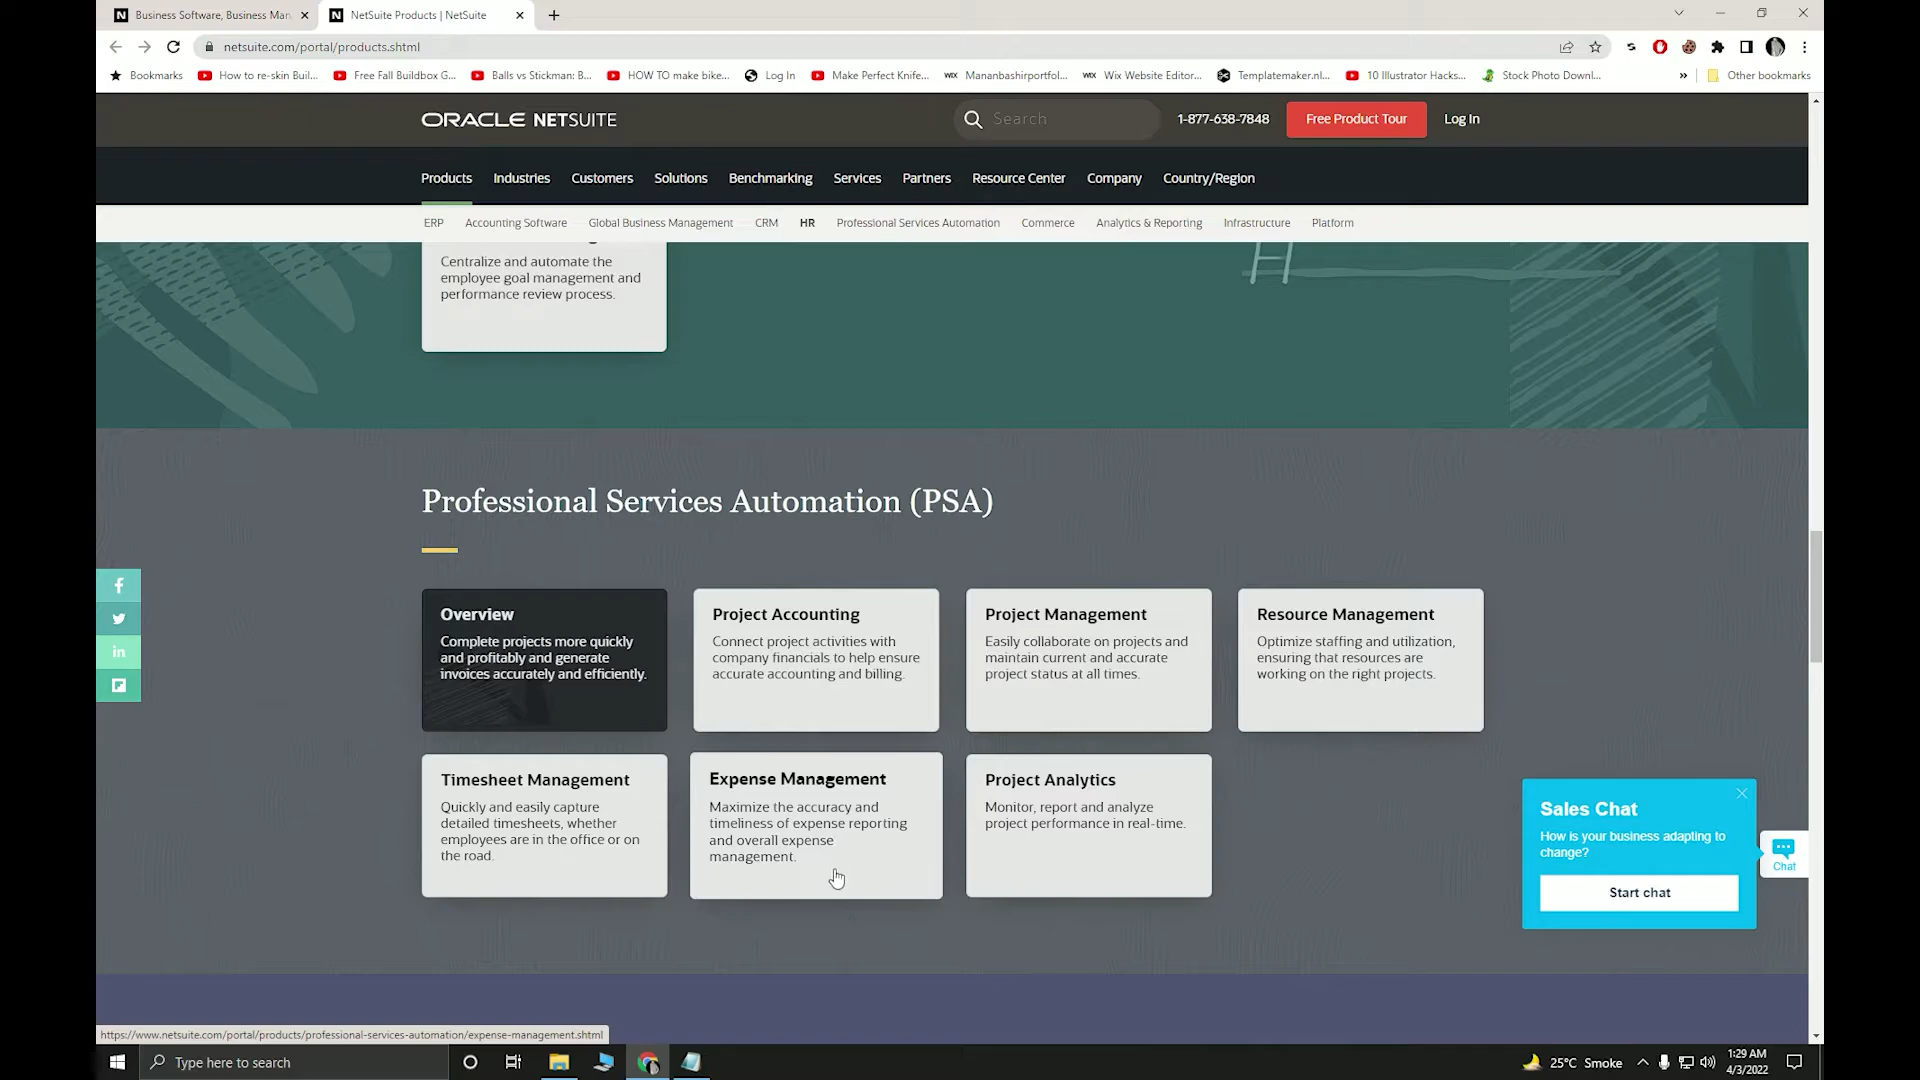 Business Software, Business Man
NetSuite Products | NetSuite
netsuite.com/portal/products.shtml
Bookmarks
How to re-skin Buil...
Free Fall Buildbox G...
Balls vs Stickman: B...
HOW TO make bike...
Log In
Make Perfect Knife...
WIX Mananbashirportfol...
WIX Wix Website Editor...
Templatemaker.nl...
10 Illustrator Hacks...
Stock Photo Downl...
»
Other bookmarks
ORACLE NETSUITE
Search
1-877-638-7848
Free Product Tour
Log In
Products Industries Customers Solutions Benchmarking Services Partners Resource Center Company Country/Region
ERP Accounting Software Global Business Management CRM HR Professional Services Automation Commerce Analytics & Reporting Infrastructure Platform
Centralize and automate the
employee goal management and
performance review process.
Professional Services Automation (PSA)
Overview
Complete projects more quickly
and profitably and generate
invoices accurately and efficiently.
Project Accounting
Connect project activities with
company financials to help ensure
accurate accounting and billing.
Project Management
Easily collaborate on projects and
maintain current and accurate
project status at all times.
Resource Management
Optimize staffing and utilization,
ensuring that resources are
working on the right projects.
Timesheet Management
Quickly and easily capture
detailed timesheets, whether
employees are in the office or on
the road.
Expense Management
Maximize the accuracy and
timeliness of expense reporting
and overall expense
management.
Project Analytics
Monitor, report and analyze
project performance in real-time.
Sales Chat
How is your business adapting to
change?
Start chat
Chat
https://www.netsuite.com/portal/products/professional-services-automation/expense-management.shtml
Type here to search
25°C Smoke
1:29 AM
4/3/2022